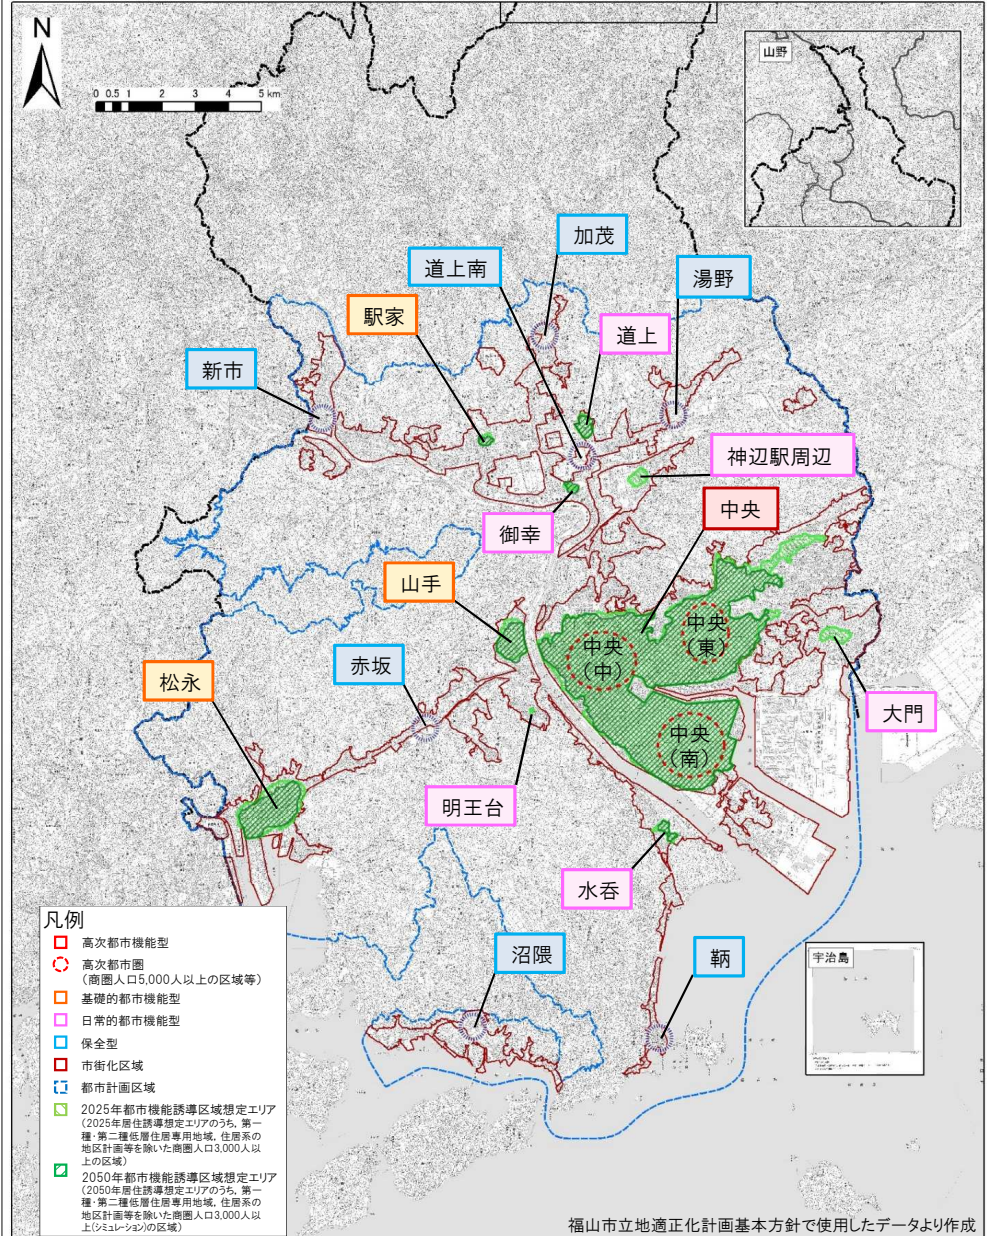 N
0 0.5 1 2 3 4 5 km
山野
加茂
道上南
湯野
駅家
道上
新市
神辺駅周辺
中央
御幸
山手
中央
(東)
中央
(中)
赤坂
松永
大門
中央
(南)
明王台
水呑
沼隈
鞆
宇治島
凡例
高次都市機能型
高次都市圏
(商圏人口5,000人以上の区域等)
基礎的都市機能型
日常的都市機能型
保全型
市街化区域
都市計画区域
2025年都市機能誘導区域想定エリア
(2025年居住誘導想定エリアのうち、第一
種・第二種低層住居専用地域、住居系の
地区計画等を除いた商圏人口3,000人以
上の区域)
2050年都市機能誘導区域想定エリア
(2050年居住誘導想定エリアのうち、第一
種・第二種低層住居専用地域、住居系の
地区計画等を除いた商圏人口3,000人以
上(シミュレーション)の区域)
福山市立地適正化計画基本方針で使用したデータより作成